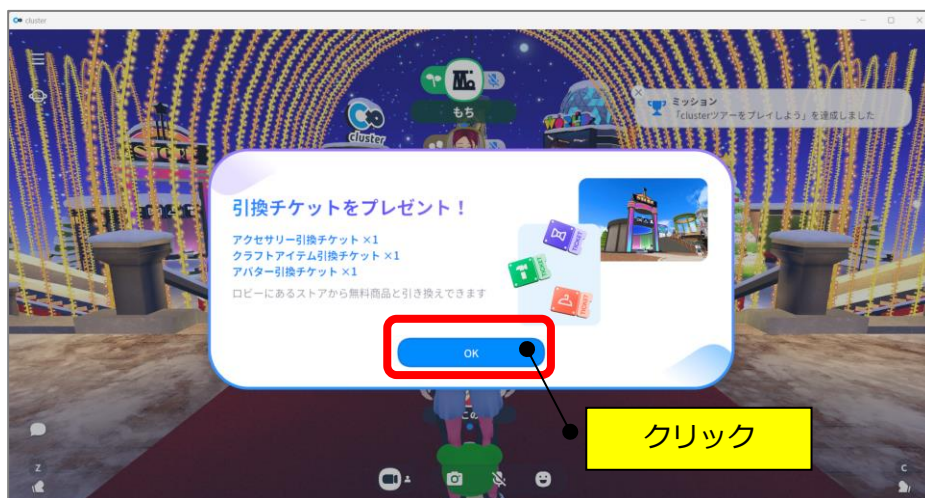 cluster
もち
cluster
ミッション
「clusterツアーをプレイしよう」を達成しました
STORE
引換チケットをプレゼント！
アクセサリー引換チケット ×1
クラフトアイテム引換チケット ×1
アバター引換チケット ×1
ロビーにあるストアから無料商品と引き換えできます
TICKET
TICKET
TICKET
OK
クリック
Z
C